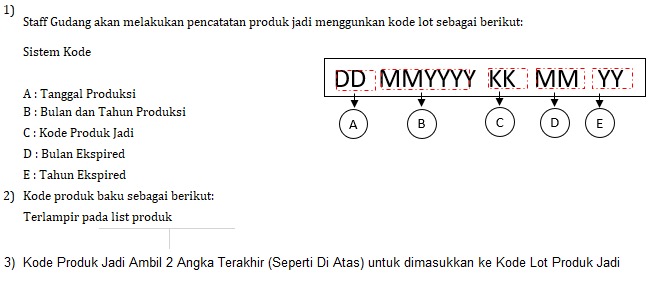 1)
Staff Gudang akan melakukan pencatatan produk jadi menggunkan kode lot sebagai berikut:
Sistem Kode
DD MMYYYY KK MM YY
A : Tanggal Produksi
B : Bulan dan Tahun Produksi
C : Kode Produk Jadi
D : Bulan Ekspired
E : Tahun Ekspired
A B C D E
2) Kode produk baku sebagai berikut:
Terlampir pada list produk
3) Kode Produk Jadi Ambil 2 Angka Terakhir (Seperti Di Atas) untuk dimasukkan ke Kode Lot Produk Jadi